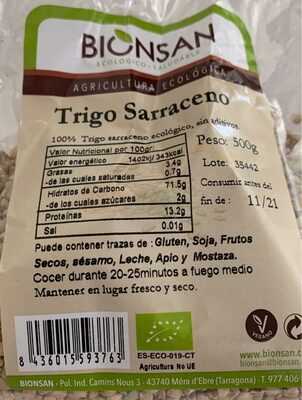 BIONSAN
ECOLÓGICO • SALUDABLE
AGRICULTURA ECOLÓGICA
Trigo Sarraceno
100% Trigo sarraceno ecológico, sin aditivos.
Valor Nutricional por 100gr:
Valor energético 1402kj/343kcal
Grasas 3.4g
-de las cuales saturadas 0.7g
Hidratos de Carbono 71.5g
-de los cuales azúcares 2g
Proteínas 13.2g
Sal 0.01g
Peso: 500g
Lote: 35442
Consumir antes del
fin de : 11/21
Puede contener trazas de : Gluten, Soja, Frutos
Secos, sésamo, Leche, Apio y Mostaza.
Cocer durante 20-25minutos a fuego medio
Mantener en lugar fresco y seco.
8 436015 593763
ES-ECO-019-CT
Agricultura No UE
VEGANO
www.bionsan.
bionsan@bionsan.
BIONSAN - Pol. Ind. Camins Nous 3 - 43740 Móra d'Ebre (Tarragona) - T. 977 406